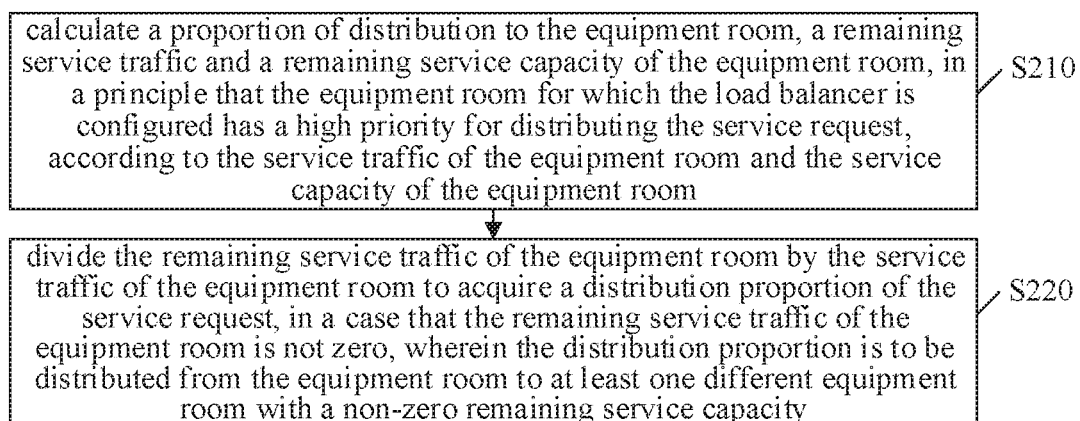 calculate a proportion of distribution to the equipment room, a remaining
service traffic and a remaining service capacity of the equipment room, in
a principle that the equipment room for which the load balancer is
configured has a high priority for distributing the service request,
according to the service traffic of the equipment room and the service
capacity of the equipment room
S210
divide the remaining service traffic of the equipment room by the service
traffic of the equipment room to acquire a distribution proportion of the
service request, in a case that the remaining service traffic of the
equipment room is not zero, wherein the distribution proportion is to be
distributed from the equipment room to at least one different equipment
room with a non-zero remaining service capacity
S220